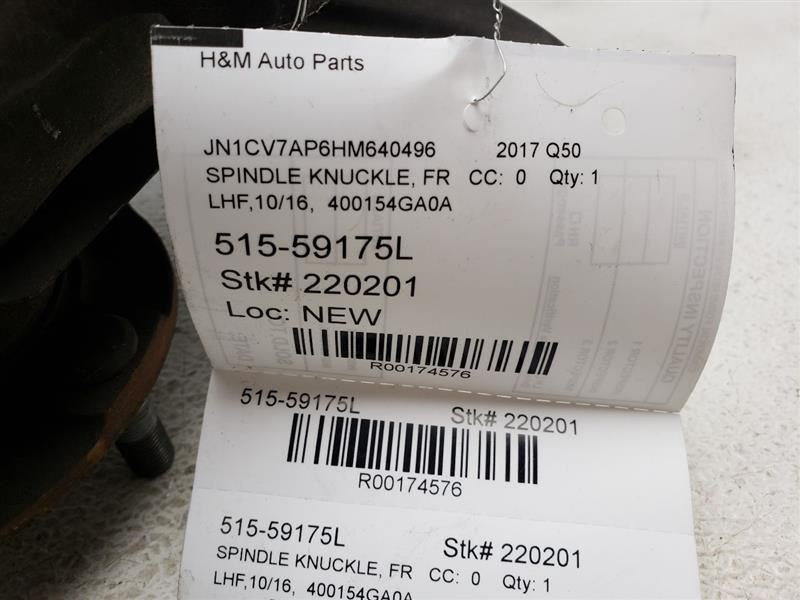 H&M Auto Parts
JN1CV7AP6HM640496 2017 Q50
SPINDLE KNUCKLE, FR CC: 0 Qty: 1
LHF,10/16, 400154GA0A
515-59175L
Stk# 220201
Loc: NEW
R00174576
515-59175L Stk# 220201
R00174576
515-59175L Stk# 220201
SPINDLE KNUCKLE, FR CC: 0 Qty: 1
LHF,10/16, 400154GA0A
QUALITY INSPECTION